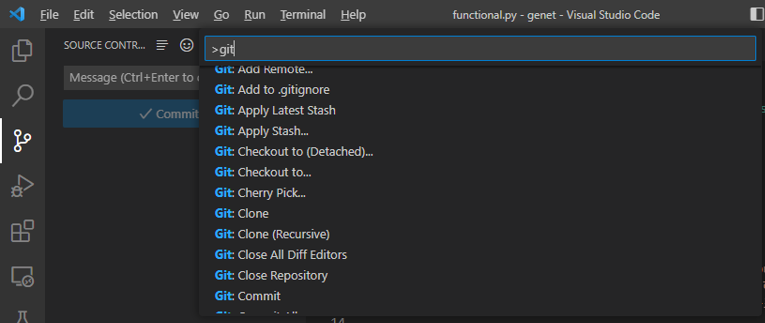 File Edit Selection View Go Run Terminal Help functional.py - genet - Visual Studio Code
SOURCE CONTR...
>git
Message (Ctrl+Enter to
Commit
Git: Add Remote...
Git: Add to .gitignore
Git: Apply Latest Stash
Git: Apply Stash...
Git: Checkout to (Detached)...
Git: Checkout to...
Git: Cherry Pick...
Git: Clone
Git: Clone (Recursive)
Git: Close All Diff Editors
Git: Close Repository
Git: Commit
14